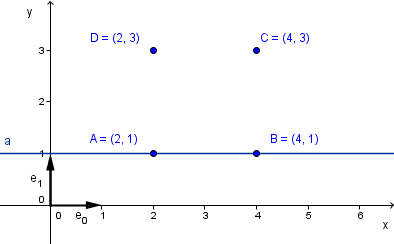 y
D = (2, 3)
C = (4, 3)
3
2
a
A = (2, 1)
B = (4, 1)
1
e1
0
0
e0
1
2
3
4
5
6
x